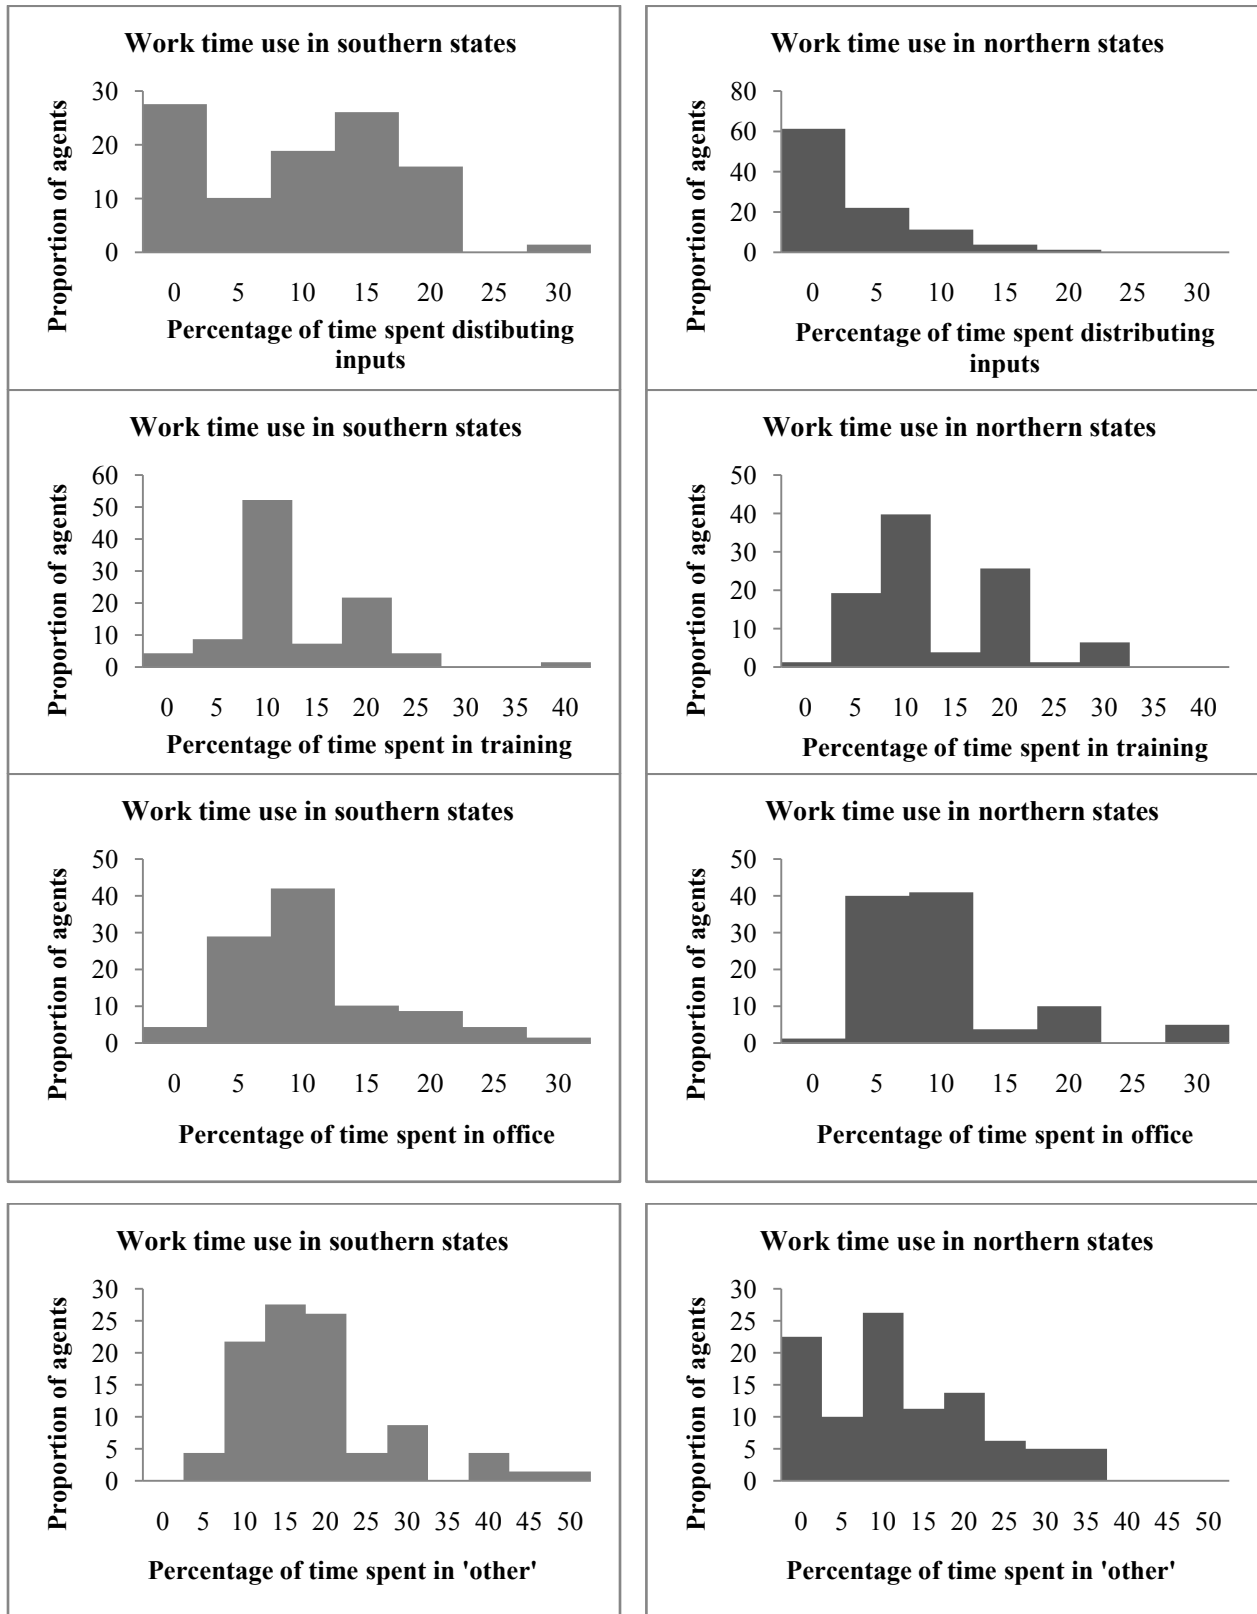 Work time use in southern states
30
20
10
0
Proportion of agents
0 5 10 15 20 25 30
Percentage of time spent distibuting
inputs
Work time use in northern states
80
60
40
20
0
Proportion of agents
0 5 10 15 20 25 30
Percentage of time spent distributing
inputs
Work time use in southern states
60
50
40
30
20
10
0
Proportion of agents
0 5 10 15 20 25 30 35 40
Percentage of time spent in training
Work time use in northern states
50
40
30
20
10
0
Proportion of agents
0 5 10 15 20 25 30 35 40
Percentage of time spent in training
Work time use in southern states
50
40
30
20
10
0
Proportion of agents
0 5 10 15 20 25 30
Percentage of time spent in office
Work time use in northern states
50
40
30
20
10
0
Proportion of agents
0 5 10 15 20 25 30
Percentage of time spent in office
Work time use in southern states
30
25
20
15
10
5
0
Proportion of agents
0 5 10 15 20 25 30 35 40 45 50
Percentage of time spent in 'other'
Work time use in northern states
30
25
20
15
10
5
0
Proportion of agents
0 5 10 15 20 25 30 35 40 45 50
Percentage of time spent in 'other'